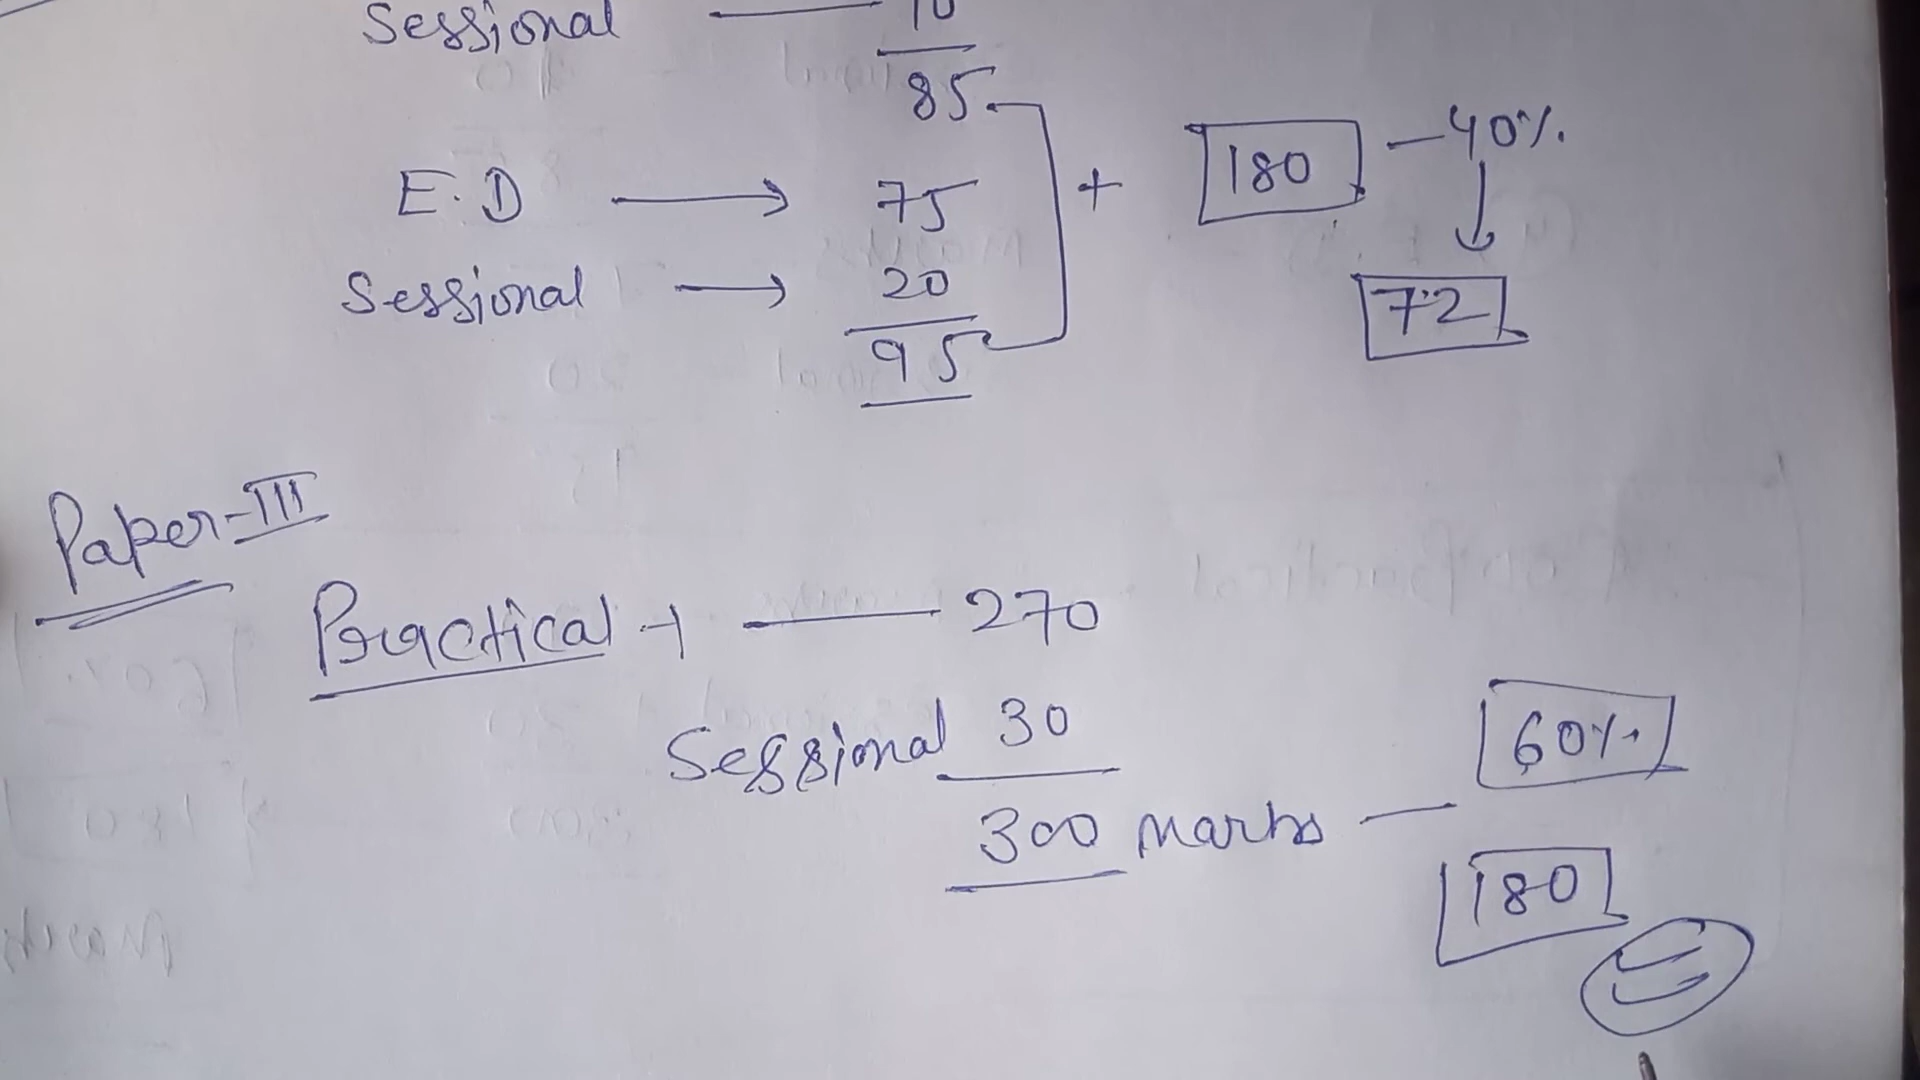 Sessional — 10
85
E.D → 75 + 180 — 40%
Sessional → 20
95
72
Paper-III
Practical + — 270
Sessional 30
60%
300 marks —
180